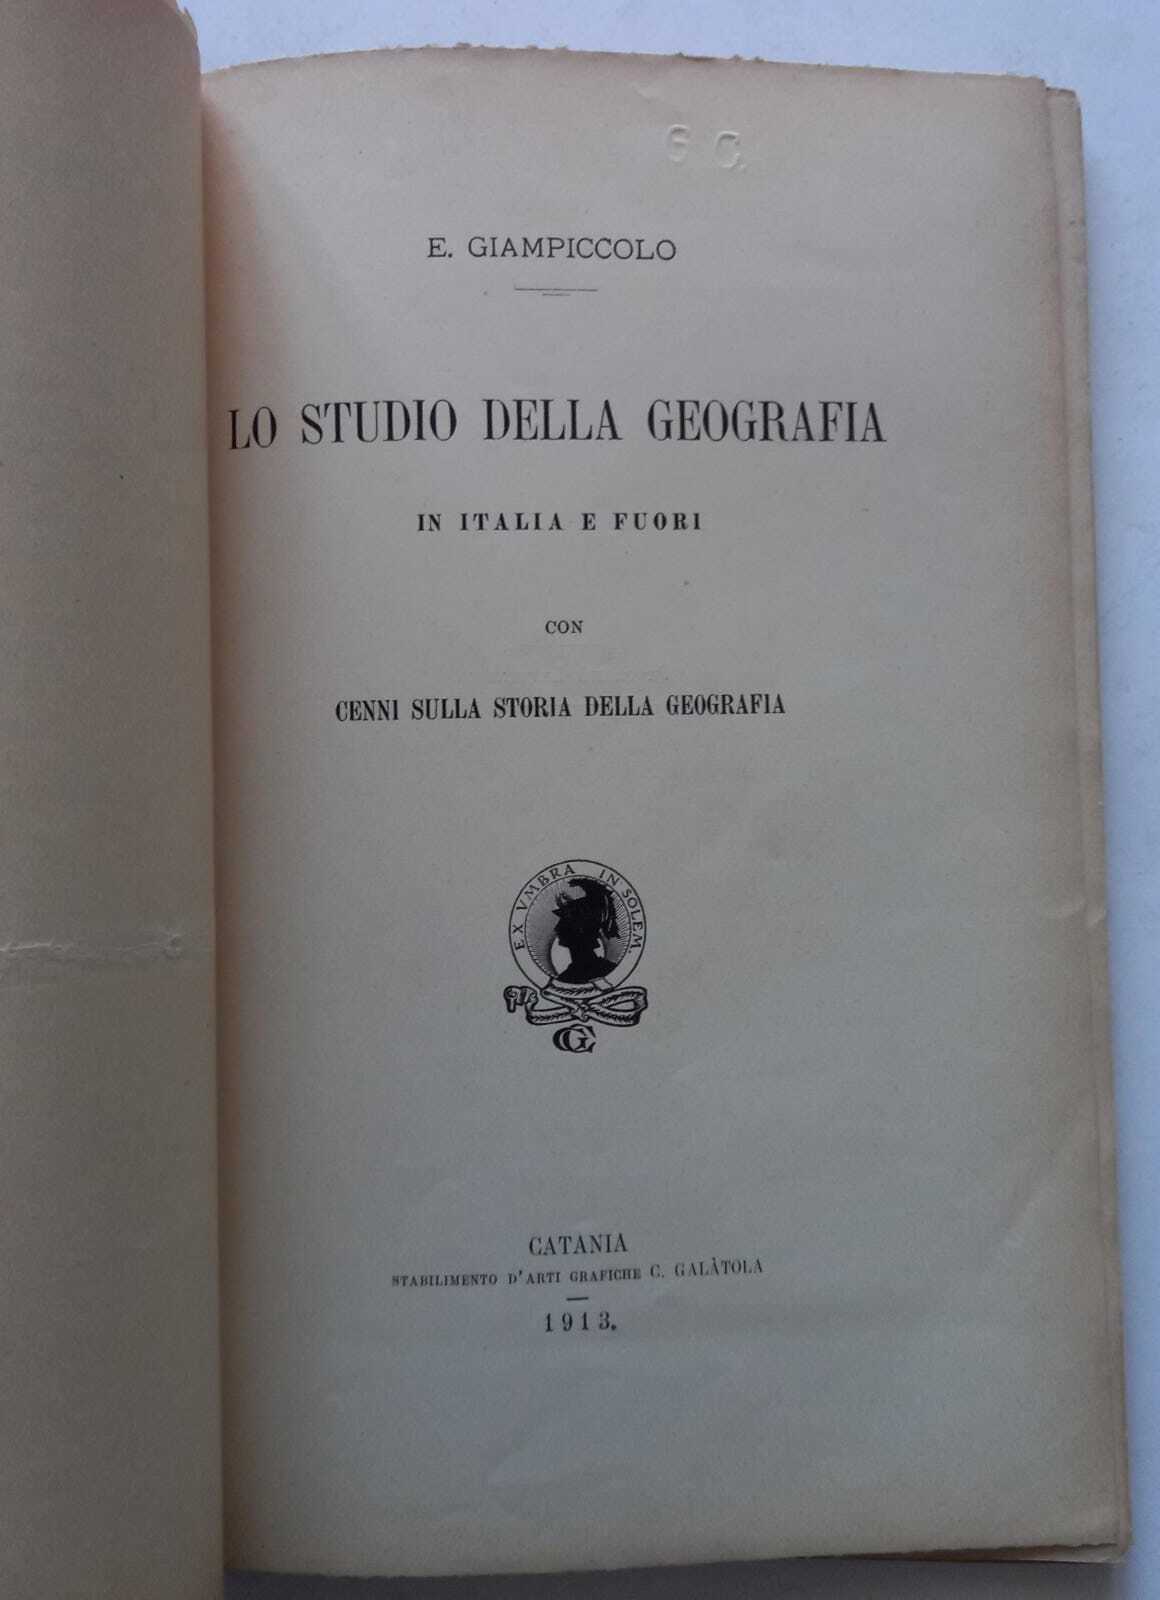 G C.
E. GIAMPICCOLO
LO STUDIO DELLA GEOGRAFIA
IN ITALIA E FUORI
CON
CENNI SULLA STORIA DELLA GEOGRAFIA
EX VMBRA IN SOLEM.
CG
CATANIA
STABILIMENTO D'ARTI GRAFICHE C. GALÀTOLA
1913.